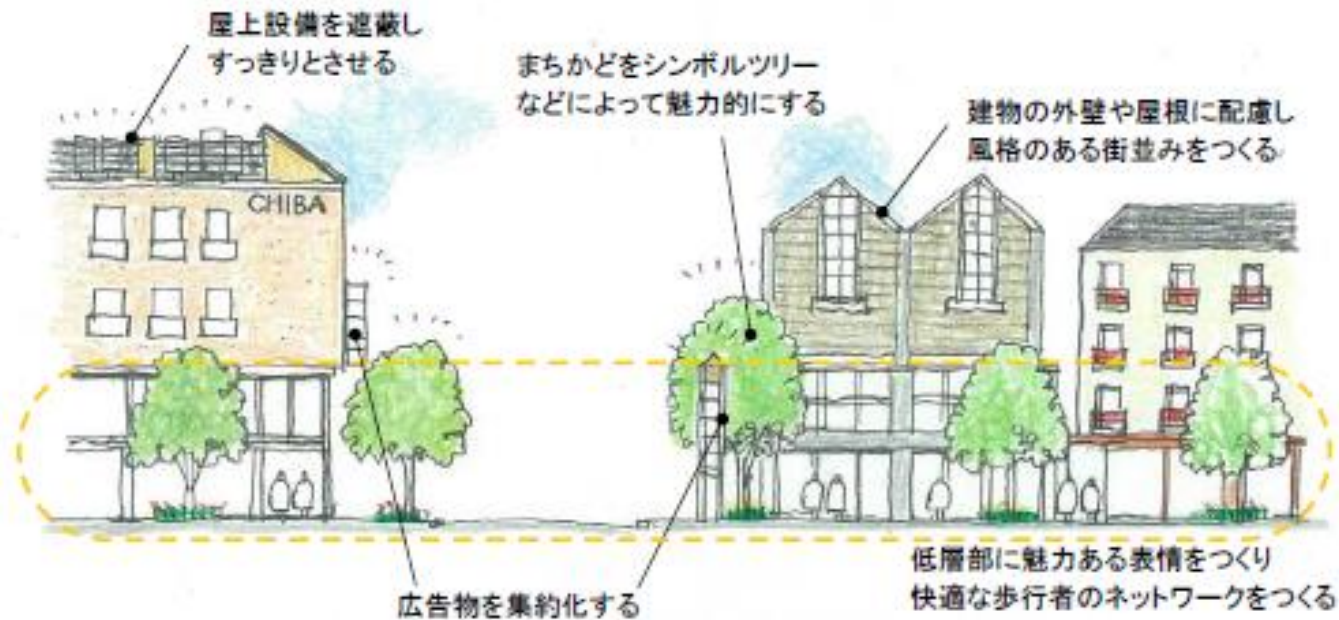 屋上設備を遮蔽し
すっきりとさせる
まちかどをシンボルツリー
などによって魅力的にする
建物の外壁や屋根に配慮し
風格のある街並みをつくる
CHIBA
低層部に魅力ある表情をつくり
快適な歩行者のネットワークをつくる
広告物を集約化する